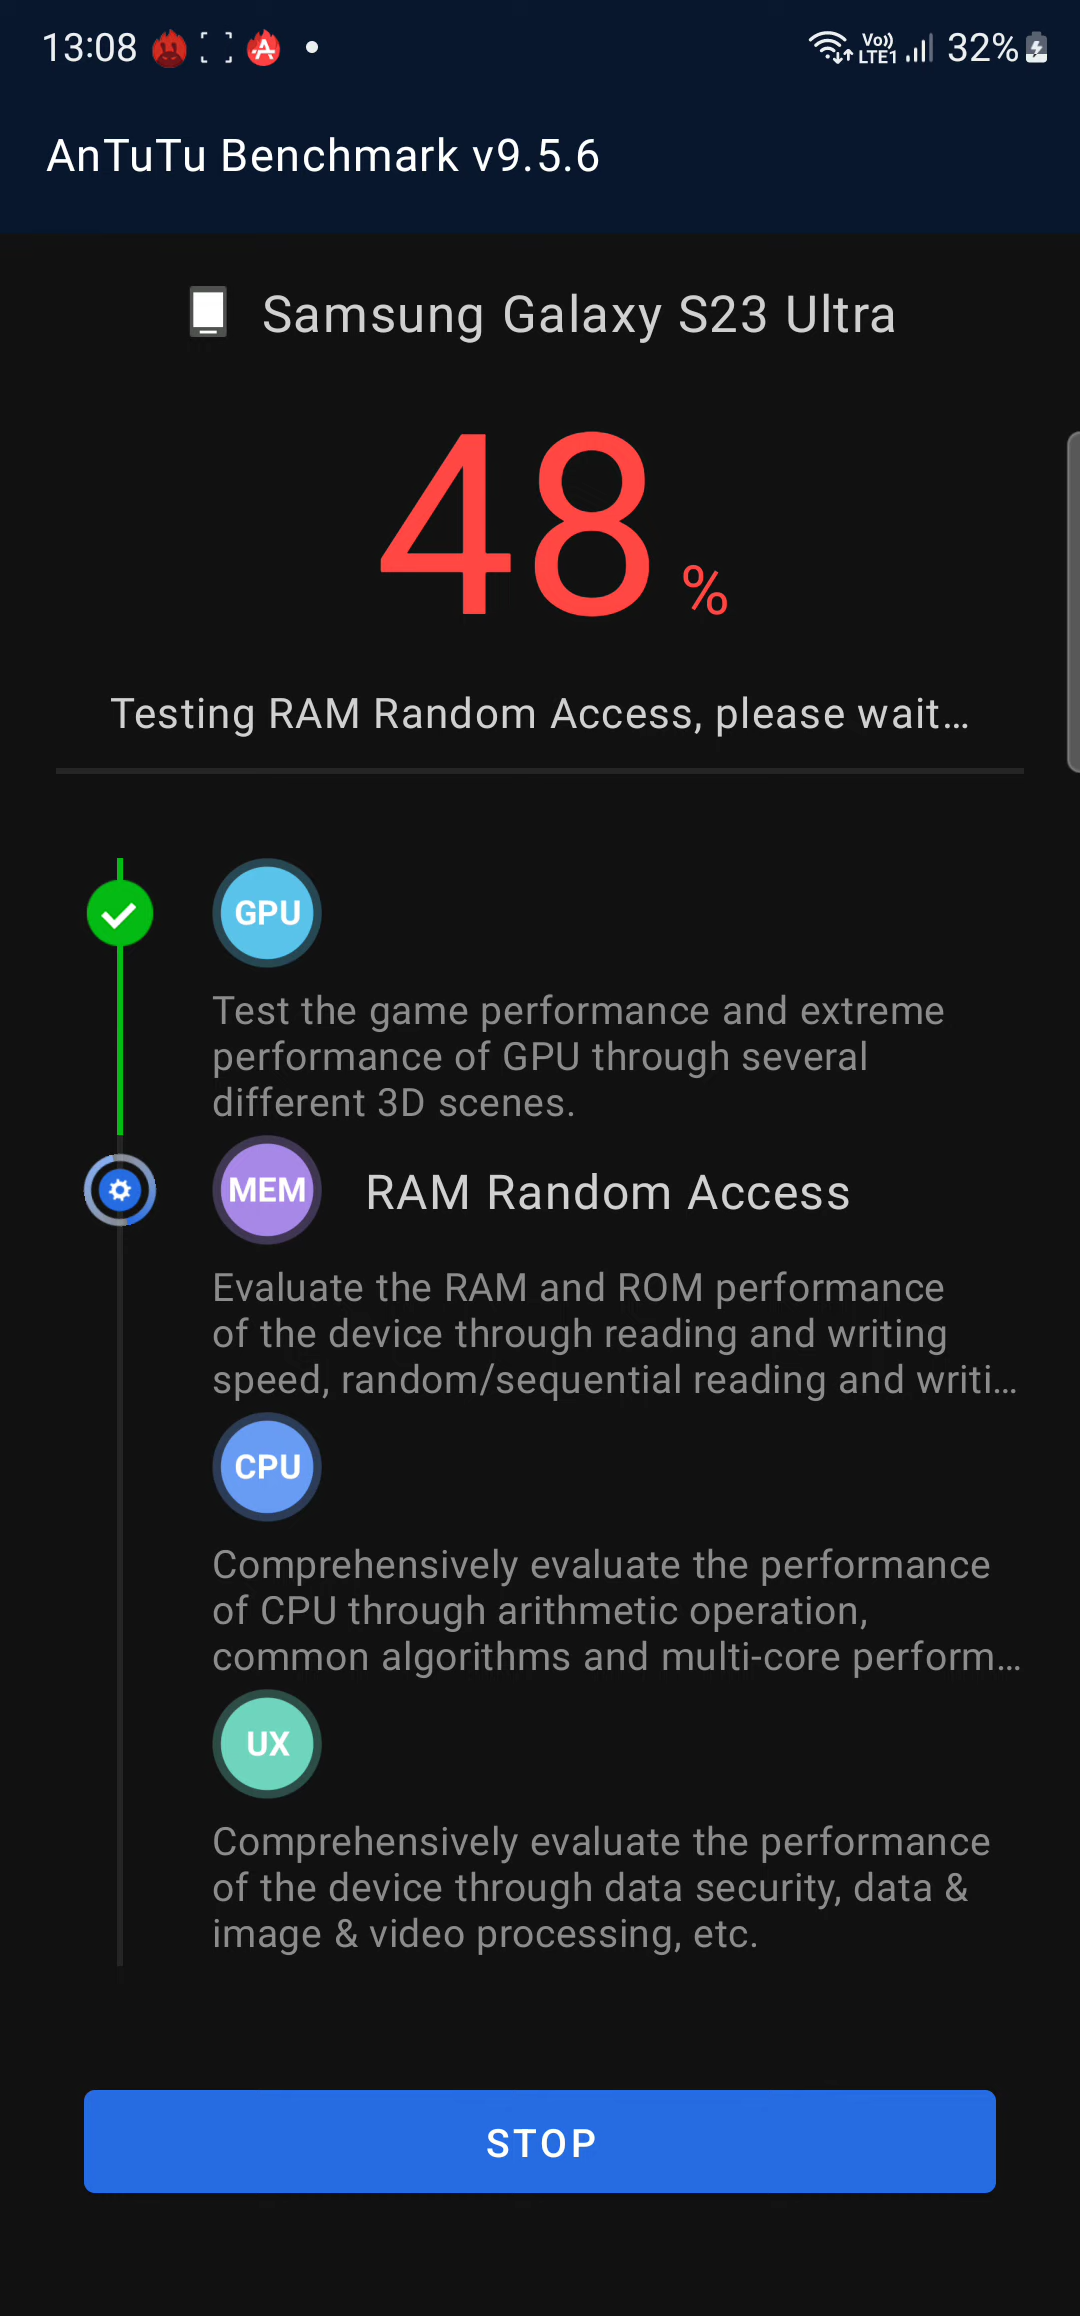 13:08
Vo)) LTE1 32%
AnTuTu Benchmark v9.5.6
Samsung Galaxy S23 Ultra
48 %
Testing RAM Random Access, please wait…
GPU
Test the game performance and extreme
performance of GPU through several
different 3D scenes.
MEM RAM Random Access
Evaluate the RAM and ROM performance
of the device through reading and writing
speed, random/sequential reading and writi…
CPU
Comprehensively evaluate the performance
of CPU through arithmetic operation,
common algorithms and multi-core perform…
UX
Comprehensively evaluate the performance
of the device through data security, data &
image & video processing, etc.
STOP